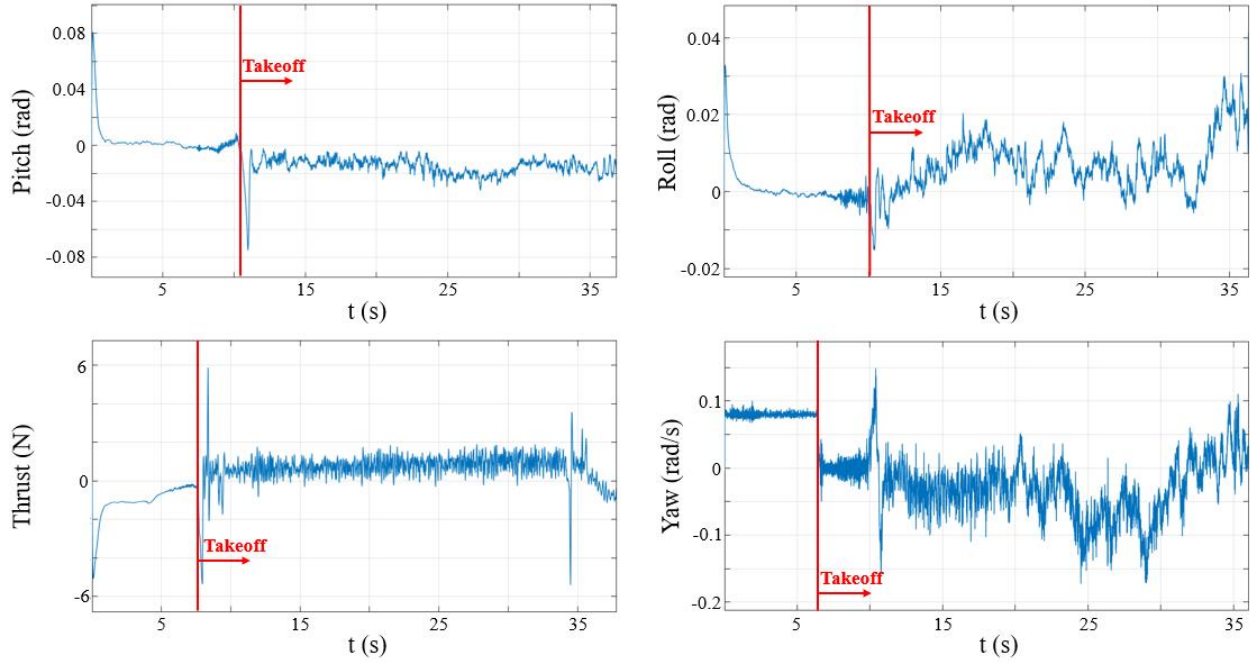 0.08
0.04
0
-0.04
-0.08
Pitch (rad)
Takeoff
5
15
25
35
t (s)
0.04
0.02
0
-0.02
Roll (rad)
Takeoff
5
15
25
35
t (s)
6
0
-6
Thrust (N)
Takeoff
5
15
25
35
t (s)
0.1
0
-0.1
-0.2
Yaw (rad/s)
Takeoff
5
15
25
35
t (s)